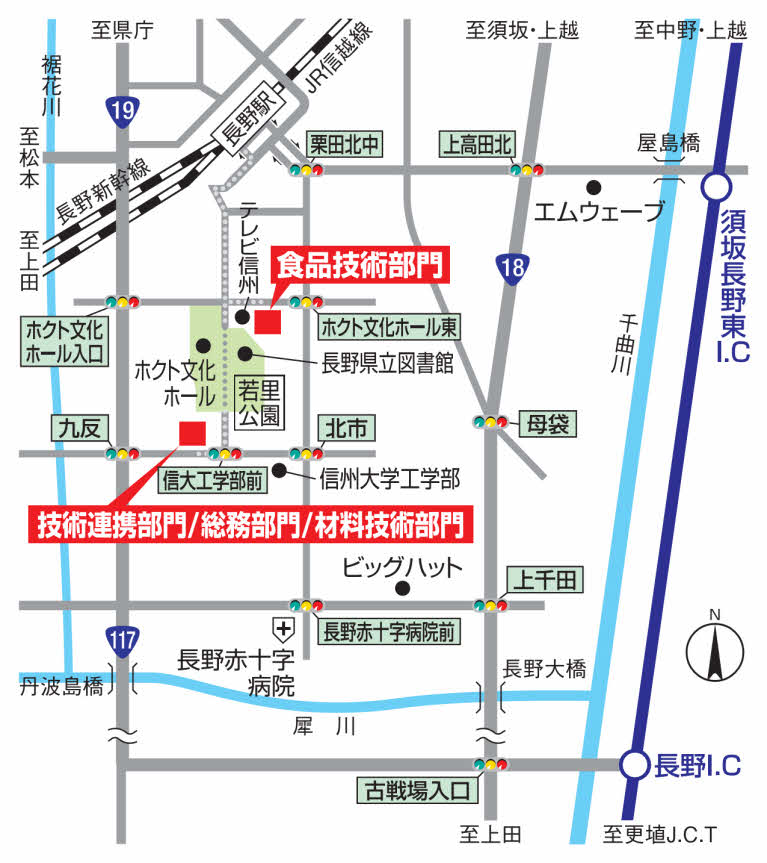 至県庁
至須坂・上越
至中野・上越
裾花川
JR信越線
19
長野駅
至松本
栗田北中
上高田北
屋島橋
長野新幹線
エムウェーブ
至上田
テレビ信州
食品技術部門
18
須坂長野東I.C
ホクト文化
ホール入口
ホクト文化ホール東
千曲川
長野県立図書館
ホクト文化
ホール
若里
公園
九反
北市
母袋
信大工学部前
信州大学工学部
技術連携部門/総務部門/材料技術部門
ビッグハット
上千田
117
長野赤十字病院前
N
長野赤十字
病院
丹波島橋
長野大橋
犀川
長野I.C
古戦場入口
至上田
至更埴J.C.T